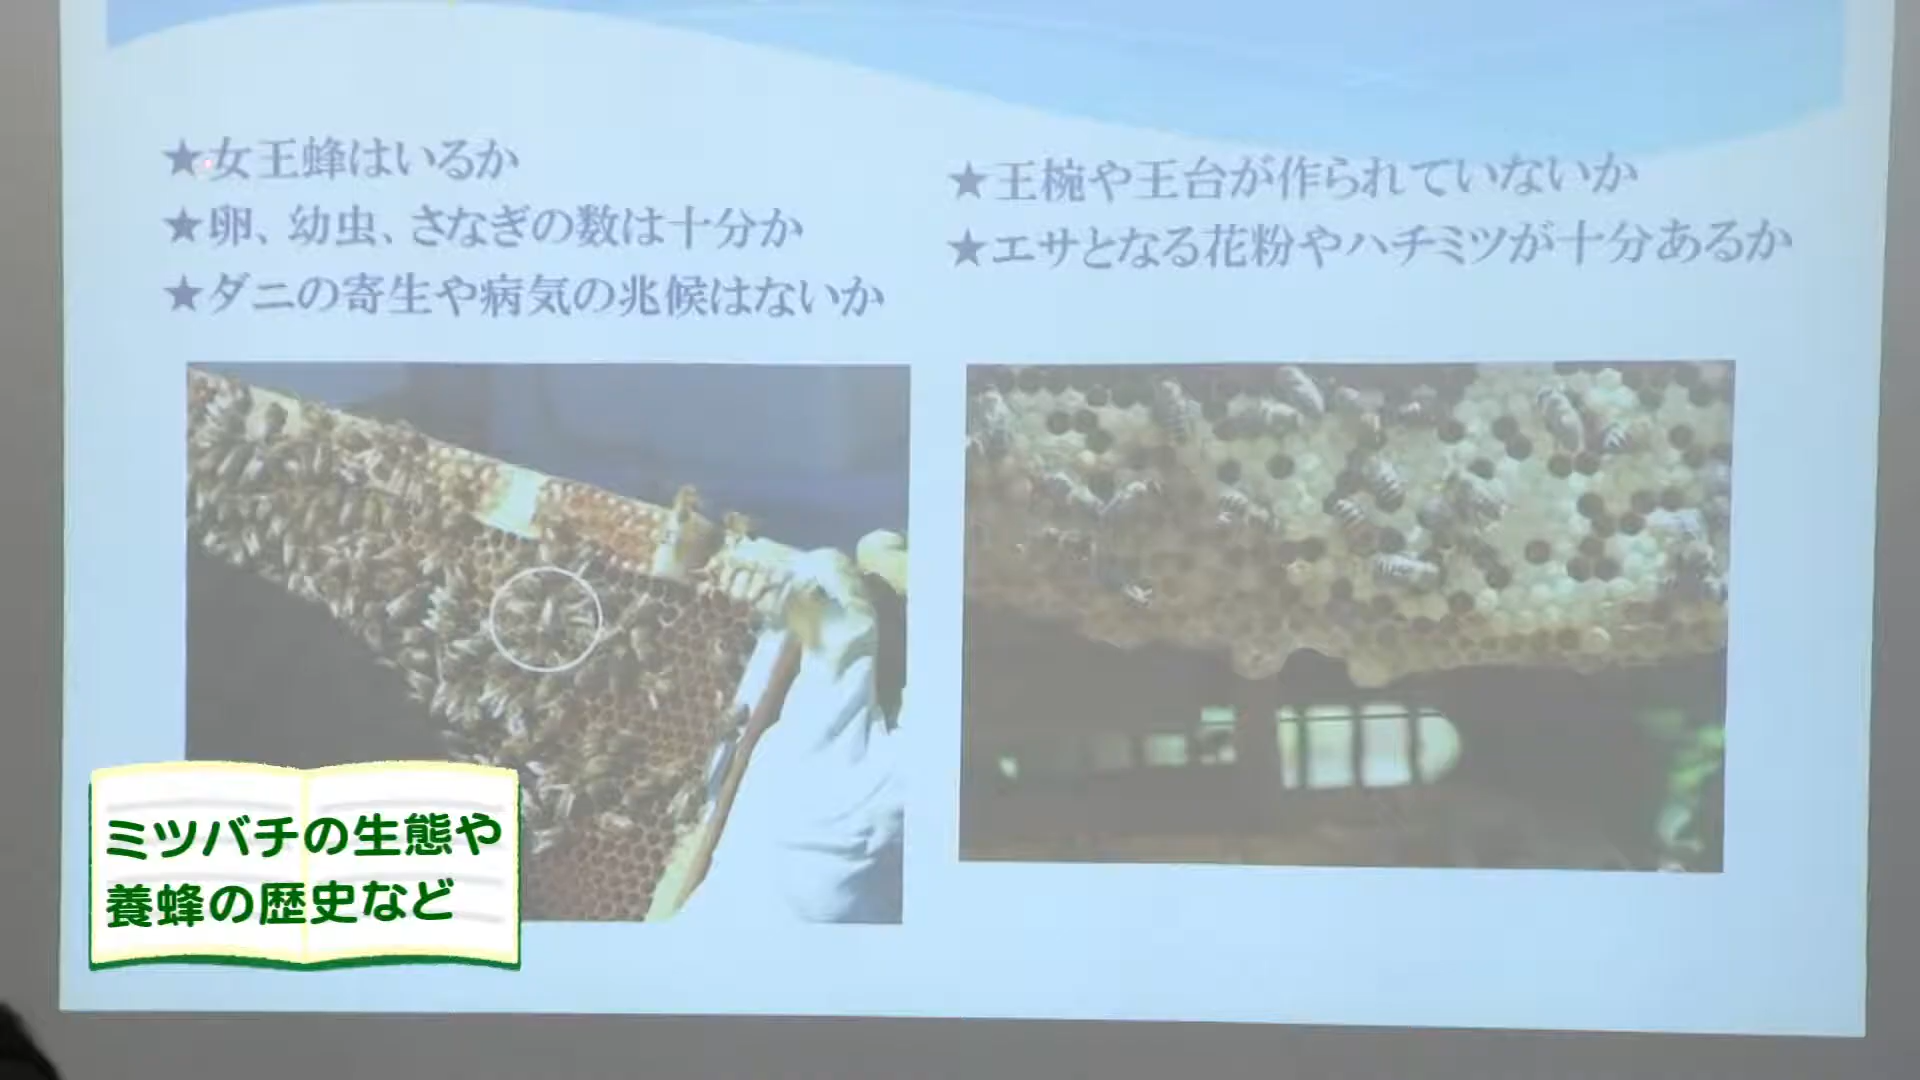 ★女王蜂はいるか
★卵、幼虫、さなぎの数は十分か
★ダニの寄生や病気の兆候はないか
★王椀や王台が作られていないか
★エサとなる花粉やハチミツが十分あるか
ミツバチの生態や
養蜂の歴史など